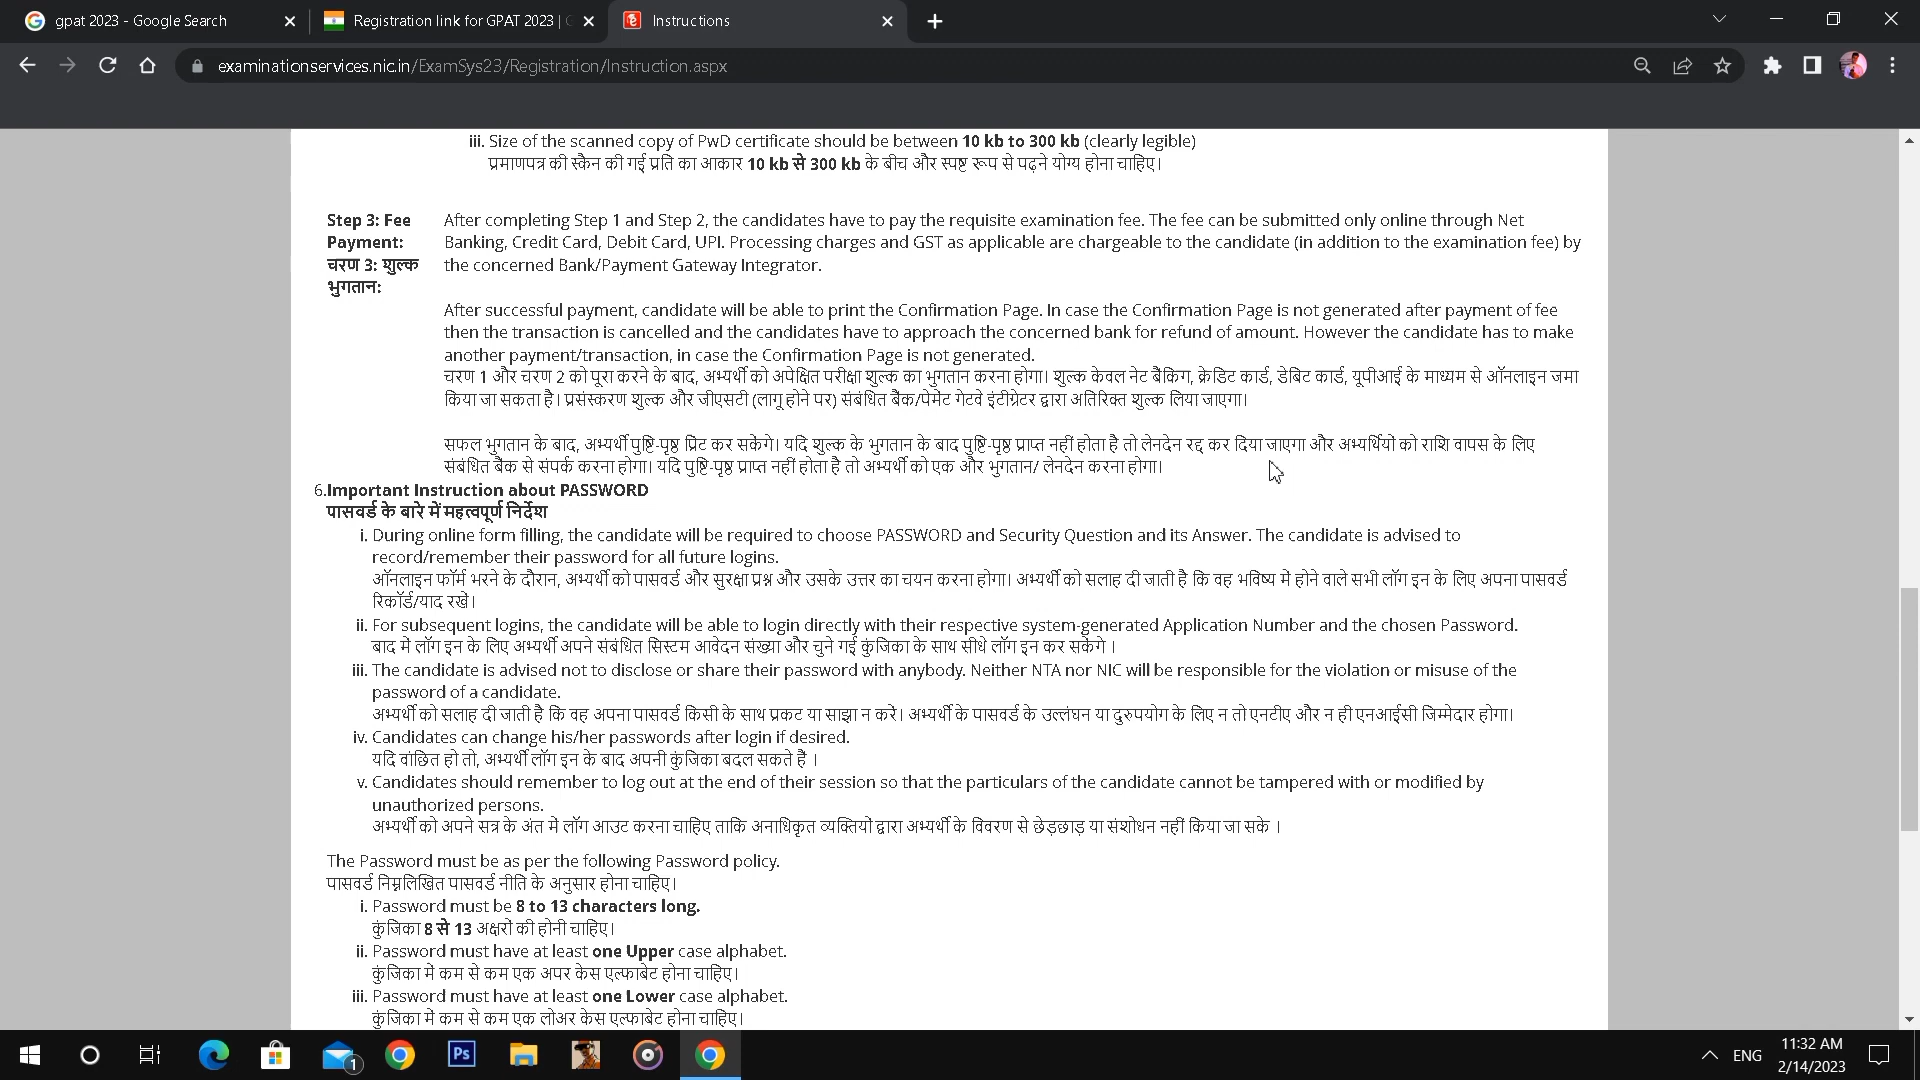 gpat 2023 - Google Search
Registration link for GPAT 2023 |
Instructions
examinationservices.nic.in/ExamSys23/Registration/Instruction.aspx
iii. Size of the scanned copy of PwD certificate should be between 10 kb to 300 kb (clearly legible)
प्रमाणपत्र की स्कैन की गई प्रति का आकार 10 kb से 300 kb के बीच और स्पष्ट रूप से पढ़ने योग्य होना चाहिए।
Step 3: Fee
Payment:
चरण 3: शुल्क
भुगतान:
After completing Step 1 and Step 2, the candidates have to pay the requisite examination fee. The fee can be submitted only online through Net
Banking, Credit Card, Debit Card, UPI. Processing charges and GST as applicable are chargeable to the candidate (in addition to the examination fee) by
the concerned Bank/Payment Gateway Integrator.
After successful payment, candidate will be able to print the Confirmation Page. In case the Confirmation Page is not generated after payment of fee
then the transaction is cancelled and the candidates have to approach the concerned bank for refund of amount. However the candidate has to make
another payment/transaction, in case the Confirmation Page is not generated.
चरण 1 और चरण 2 को पूरा करने के बाद, अभ्यर्थी को अपेक्षित परीक्षा शुल्क का भुगतान करना होगा। शुल्क केवल नेट बैंकिग, क्रेडिट कार्ड, डेबिट कार्ड, यूपीआई के माध्यम से ऑनलाइन जमा
किया जा सकता है। प्रसंस्करण शुल्क और जीएसटी (लागू होने पर) संबंधित बैंक/पेमेंट गेटवे इंटीग्रेटर द्वारा अतिरिक्त शुल्क लिया जाएगा।
सफल भुगतान के बाद, अभ्यर्थी पुष्टि-पृष्ठ प्रिंट कर सकेंगे। यदि शुल्क के भुगतान के बाद पुष्टि-पृष्ठ प्राप्त नहीं होता है तो लेनदेन रद्द कर दिया जाएगा और अभ्यर्थियों को राशि वापस के लिए
संबंधित बैंक से संपर्क करना होगा। यदि पुष्टि-पृष्ठ प्राप्त नहीं होता है तो अभ्यर्थी को एक और भुगतान/ लेनदेन करना होगा।
6.Important Instruction about PASSWORD
पासवर्ड के बारे में महत्वपूर्ण निर्देश
i. During online form filling, the candidate will be required to choose PASSWORD and Security Question and its Answer. The candidate is advised to
record/remember their password for all future logins.
ऑनलाइन फॉर्म भरने के दौरान, अभ्यर्थी को पासवर्ड और सुरक्षा प्रश्न और उसके उत्तर का चयन करना होगा। अभ्यर्थी को सलाह दी जाती है कि वह भविष्य में होने वाले सभी लॉग इन के लिए अपना पासवर्ड
रिकॉर्ड/याद रखें।
ii. For subsequent logins, the candidate will be able to login directly with their respective system-generated Application Number and the chosen Password.
बाद में लॉग इन के लिए अभ्यर्थी अपने संबंधित सिस्टम आवेदन संख्या और चुने गई कुंजिका के साथ सीधे लॉग इन कर सकेंगे ।
iii. The candidate is advised not to disclose or share their password with anybody. Neither NTA nor NIC will be responsible for the violation or misuse of the
password of a candidate.
अभ्यर्थी को सलाह दी जाती है कि वह अपना पासवर्ड किसी के साथ प्रकट या साझा न करें। अभ्यर्थी के पासवर्ड के उल्लंघन या दुरुपयोग के लिए न तो एनटीए और न ही एनआईसी जिम्मेदार होगा।
iv. Candidates can change his/her passwords after login if desired.
यदि वांछित हो तो, अभ्यर्थी लॉग इन के बाद अपनी कुंजिका बदल सकते हैं ।
v. Candidates should remember to log out at the end of their session so that the particulars of the candidate cannot be tampered with or modified by
unauthorized persons.
अभ्यर्थी को अपने सत्र के अंत में लॉग आउट करना चाहिए ताकि अनाधिकृत व्यक्तियों द्वारा अभ्यर्थी के विवरण से छेड़छाड़ या संशोधन नहीं किया जा सके ।
The Password must be as per the following Password policy.
पासवर्ड निम्नलिखित पासवर्ड नीति के अनुसार होना चाहिए।
i. Password must be 8 to 13 characters long.
कुंजिका 8 से 13 अक्षरों की होनी चाहिए।
ii. Password must have at least one Upper case alphabet.
कुंजिका में कम से कम एक अपर केस एल्फाबेट होना चाहिए।
iii. Password must have at least one Lower case alphabet.
कुंजिका में कम से कम एक लोअर केस एल्फाबेट होना चाहिए।
1
Ps
ENG
11:32 AM
2/14/2023